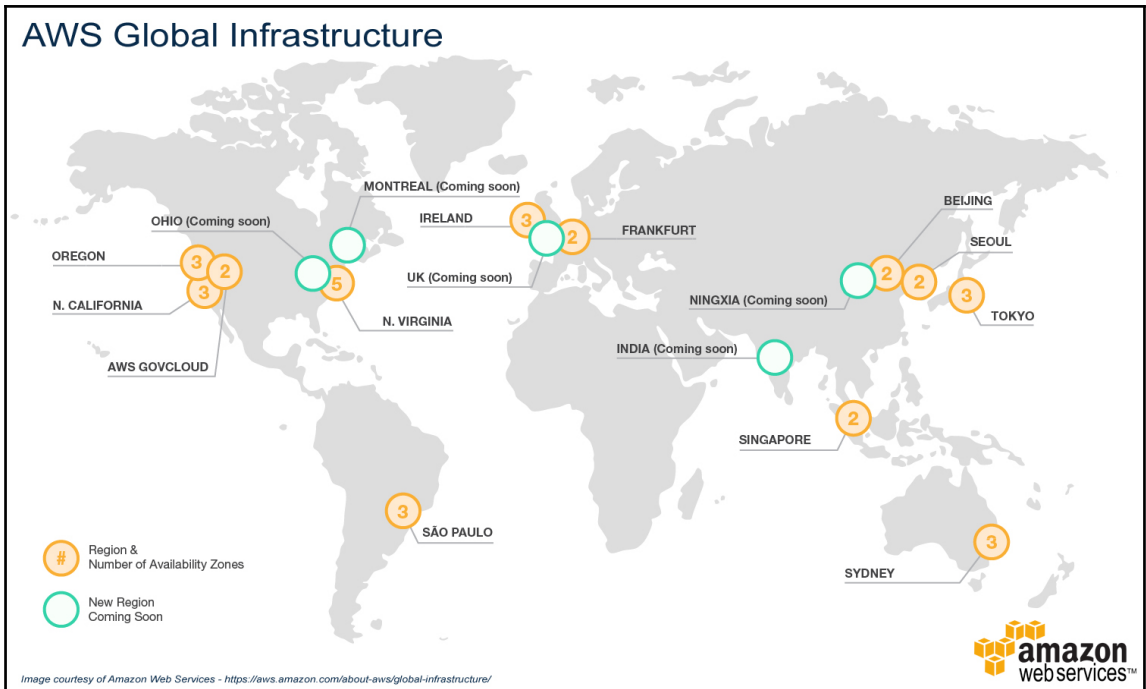 AWS Global Infrastructure
MONTREAL (Coming soon)
OHIO (Coming soon)
IRELAND
3
BEIJING
FRANKFURT
2
SEOUL
OREGON
3
2
UK (Coming soon)
2
2
N. CALIFORNIA
3
5
NINGXIA (Coming soon)
3
N. VIRGINIA
TOKYO
AWS GOVCLOUD
INDIA (Coming soon)
2
SINGAPORE
3
SÃO PAULO
3
SYDNEY
# Region &
Number of Availability Zones
New Region
Coming Soon
amazon
web services™
Image courtesy of Amazon Web Services - https://aws.amazon.com/about-aws/global-infrastructure/